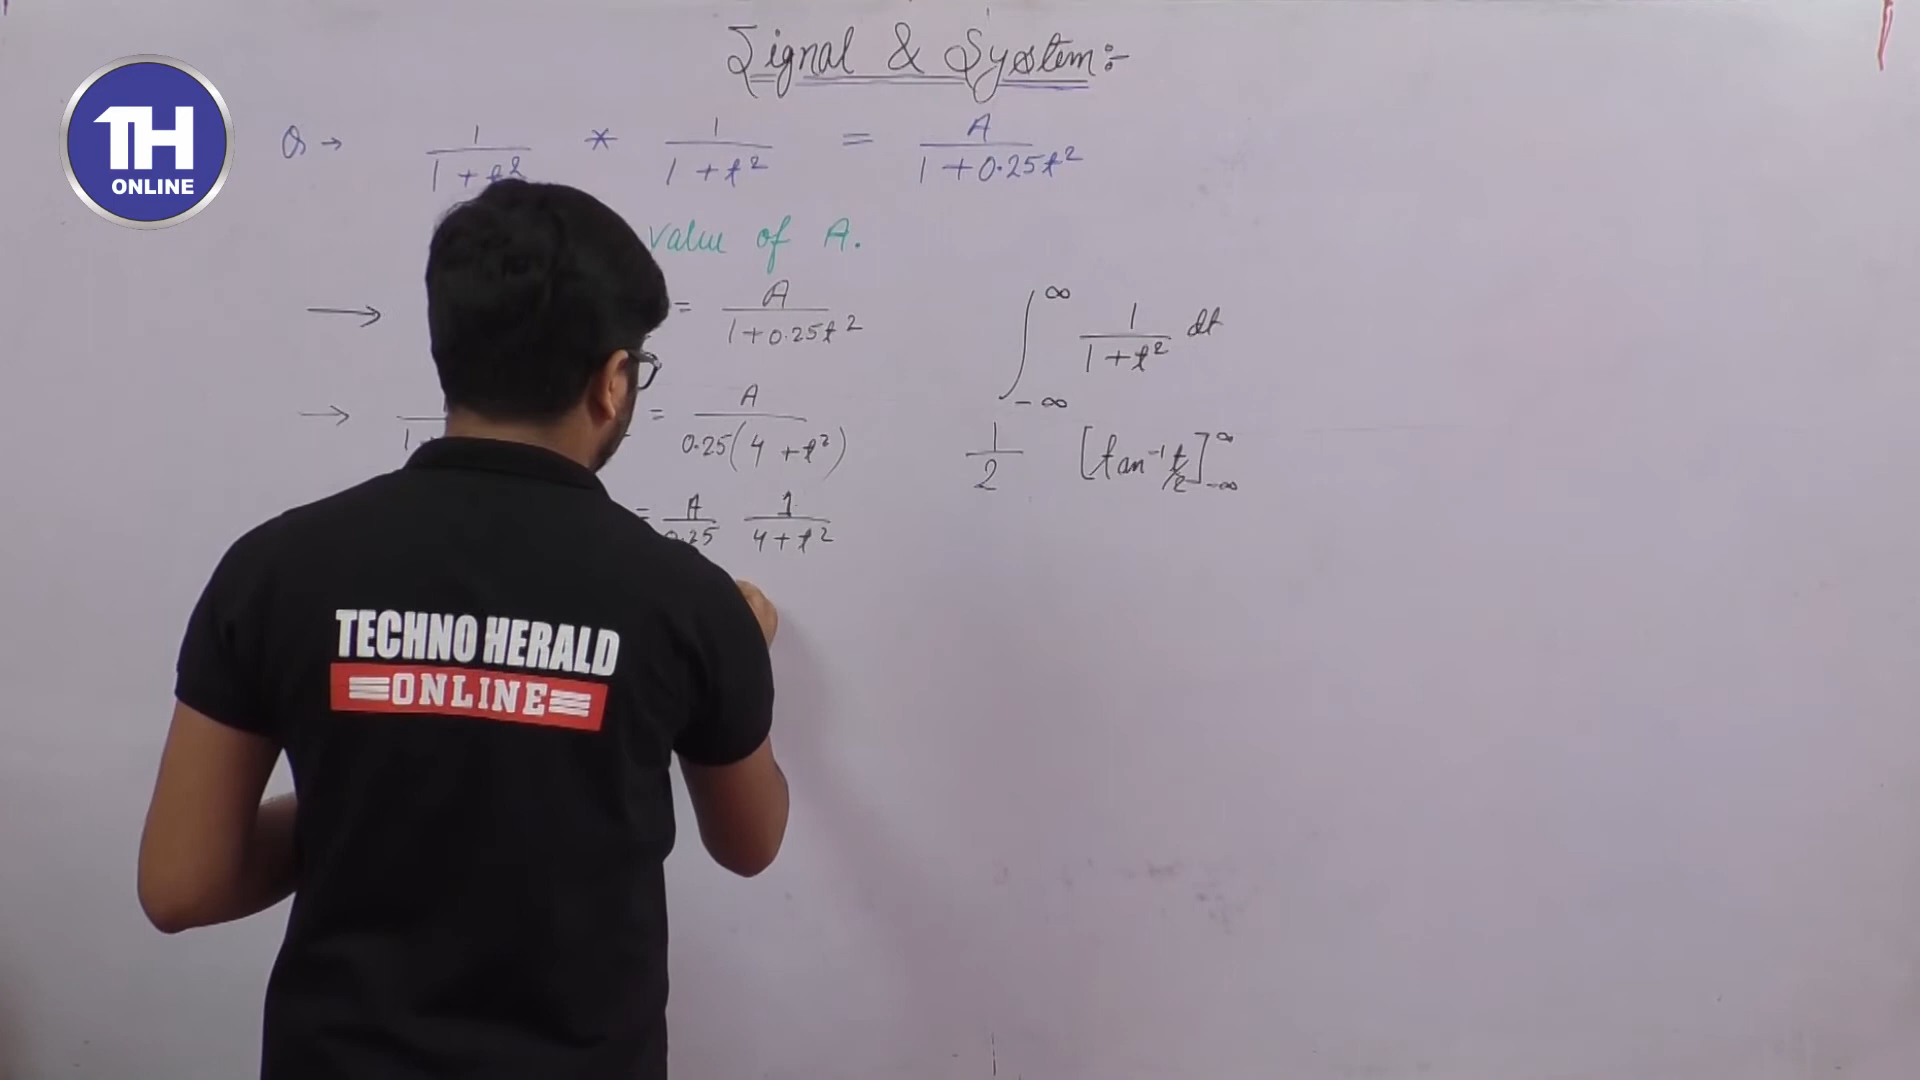 Signal & System:-
TH
ONLINE
Q → 1/(1+t²) * 1/(1+t²) = A/(1+0.25t²)
value of A.
→ = A/(1+0.25t²)
∫_{-∞}^{∞} 1/(1+t²) dt
→ = A/(0.25(4+t²))
1/2 [tan⁻¹ t/2]_{-∞}^{∞}
= A/0.25 1/(4+t²)
TECHNO HERALD
ONLINE